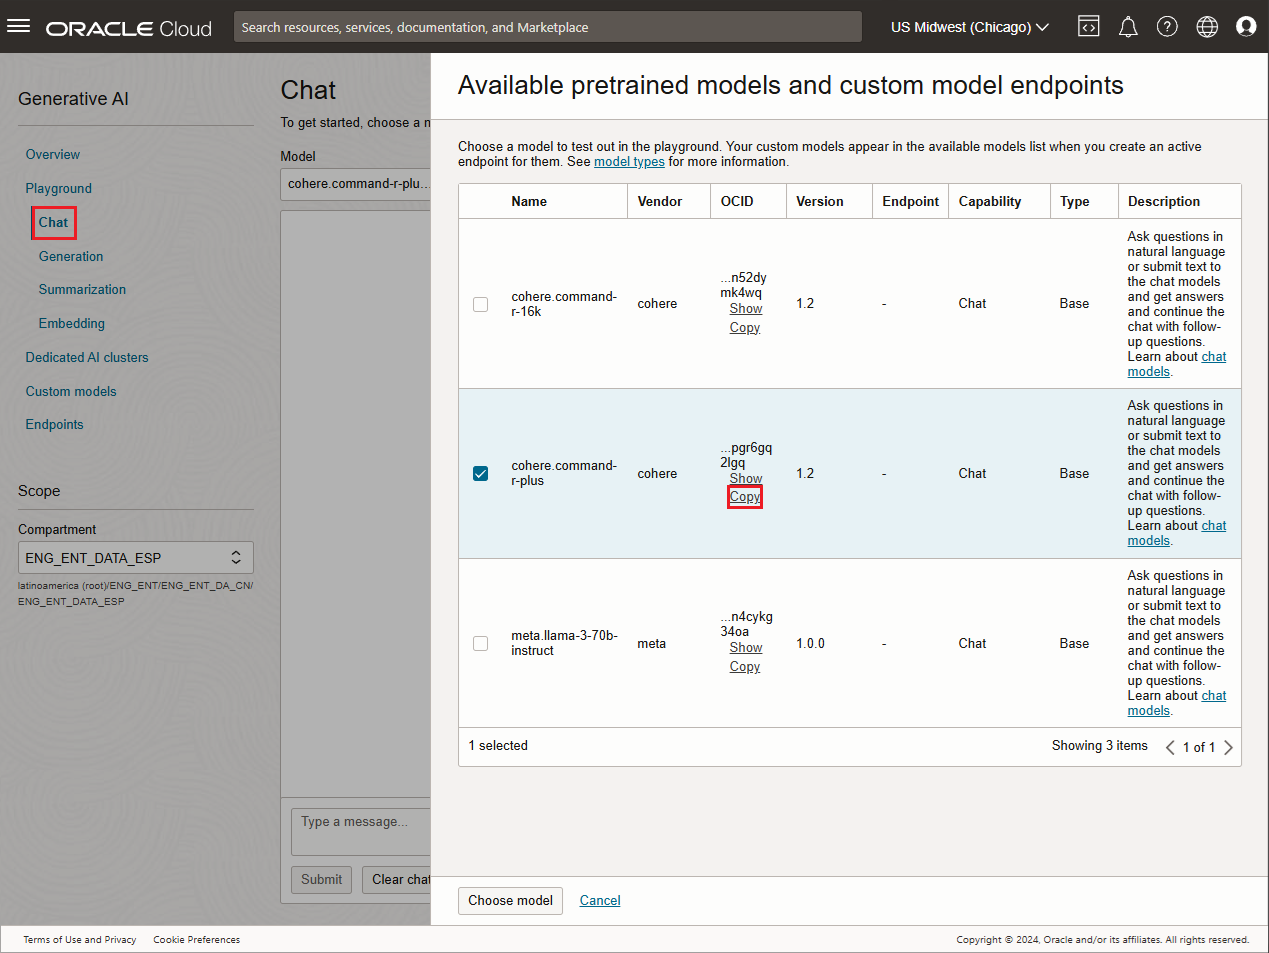 ORACLE Cloud
Search resources, services, documentation, and Marketplace
US Midwest (Chicago)
Generative AI
Overview
Playground
Chat
Generation
Summarization
Embedding
Dedicated AI clusters
Custom models
Endpoints
Scope
Compartment
ENG_ENT_DATA_ESP
latinoamerica (root)/ENG_ENT/ENG_ENT_DA_CN/
ENG_ENT_DATA_ESP
Chat
To get started, choose a
Model
cohere.command-r-plu...
Type a message...
Submit
Clear chat
Available pretrained models and custom model endpoints
Choose a model to test out in the playground. Your custom models appear in the available models list when you create an active
endpoint for them. See model types for more information.
Name Vendor OCID Version Endpoint Capability Type Description
cohere.command-
r-16k
cohere
...n52dy
mk4wq
Show
Copy
1.2
-
Chat
Base
Ask questions in
natural language
or submit text to
the chat models
and get answers
and continue the
chat with follow-
up questions.
Learn about chat
models.
cohere.command-
r-plus
cohere
...pgr6gq
2lgq
Show
Copy
1.2
-
Chat
Base
Ask questions in
natural language
or submit text to
the chat models
and get answers
and continue the
chat with follow-
up questions.
Learn about chat
models.
meta.llama-3-70b-
instruct
meta
...n4cykg
34oa
Show
Copy
1.0.0
-
Chat
Base
Ask questions in
natural language
or submit text to
the chat models
and get answers
and continue the
chat with follow-
up questions.
Learn about chat
models.
1 selected
Showing 3 items
1 of 1
Choose model
Cancel
Terms of Use and Privacy
Cookie Preferences
Copyright © 2024, Oracle and/or its affiliates. All rights reserved.